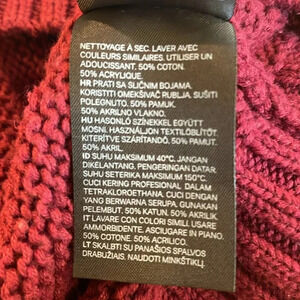 NETTOYAGE À SEC. LAVER AVEC
COULEURS SIMILAIRES. UTILISER UN
ADOUCISSANT. 50% COTON.
50% ACRYLIQUE.
HR PRATI SA SLIČNIM BOJAMA.
KORISTITI OMEKŠIVAČ RUBLJA. SUŠITI
POLEGNUTO. 50% PAMUK.
50% AKRILNO VLAKNO.
HU HASONLÓ SZÍNEKKEL EGYÜTT
MOSNI. HASZNÁLJON TEXTILÖBLÍTŐT.
KITERÍTVE SZÁRÍTANDÓ. 50% PAMUT.
50% AKRIL.
ID SUHU MAKSIMUM 40°C. JANGAN
DIKELANTANG. PENGERINGAN DATAR.
SUHU SETERIKA MAKSIMUM 150°C.
CUCI KERING PROFESIONAL DALAM
TETRAKLOROETHANA. CUCI DENGAN
YANG BERWARNA SERUPA. GUNAKAN
PELEMBUT. 50% KATUN. 50% AKRILIK.
IT LAVARE CON COLORI SIMILI. USARE
AMMORBIDENTE. ASCIUGARE IN PIANO.
50% COTONE. 50% ACRILICO.
LT SKALBTI SU PANAŠIOS SPALVOS
DRABUŽIAIS. NAUDOTI MINKŠTIKLĮ.